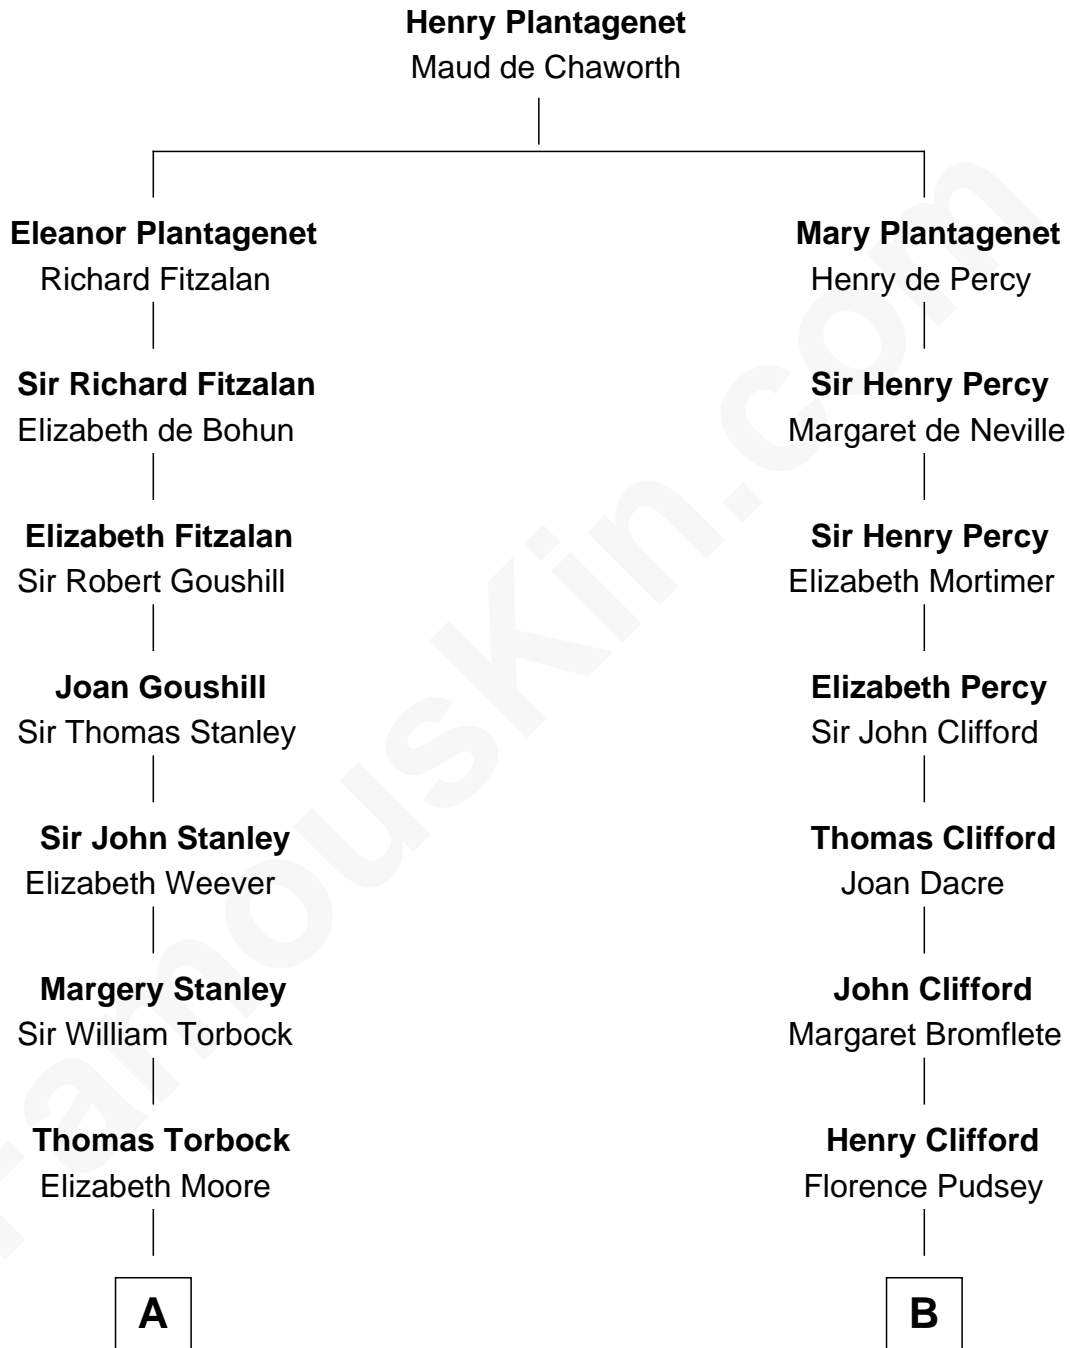 Henry Plantagenet
Maud de Chaworth
Eleanor Plantagenet
Richard Fitzalan
Mary Plantagenet
Henry de Percy
Sir Richard Fitzalan
Elizabeth de Bohun
Sir Henry Percy
Margaret de Neville
Elizabeth Fitzalan
Sir Robert Goushill
Sir Henry Percy
Elizabeth Mortimer
Joan Goushill
Sir Thomas Stanley
Elizabeth Percy
Sir John Clifford
Sir John Stanley
Elizabeth Weever
Thomas Clifford
Joan Dacre
Margery Stanley
Sir William Torbock
John Clifford
Margaret Bromflete
Thomas Torbock
Elizabeth Moore
Henry Clifford
Florence Pudsey
A
B
FamousKin.com